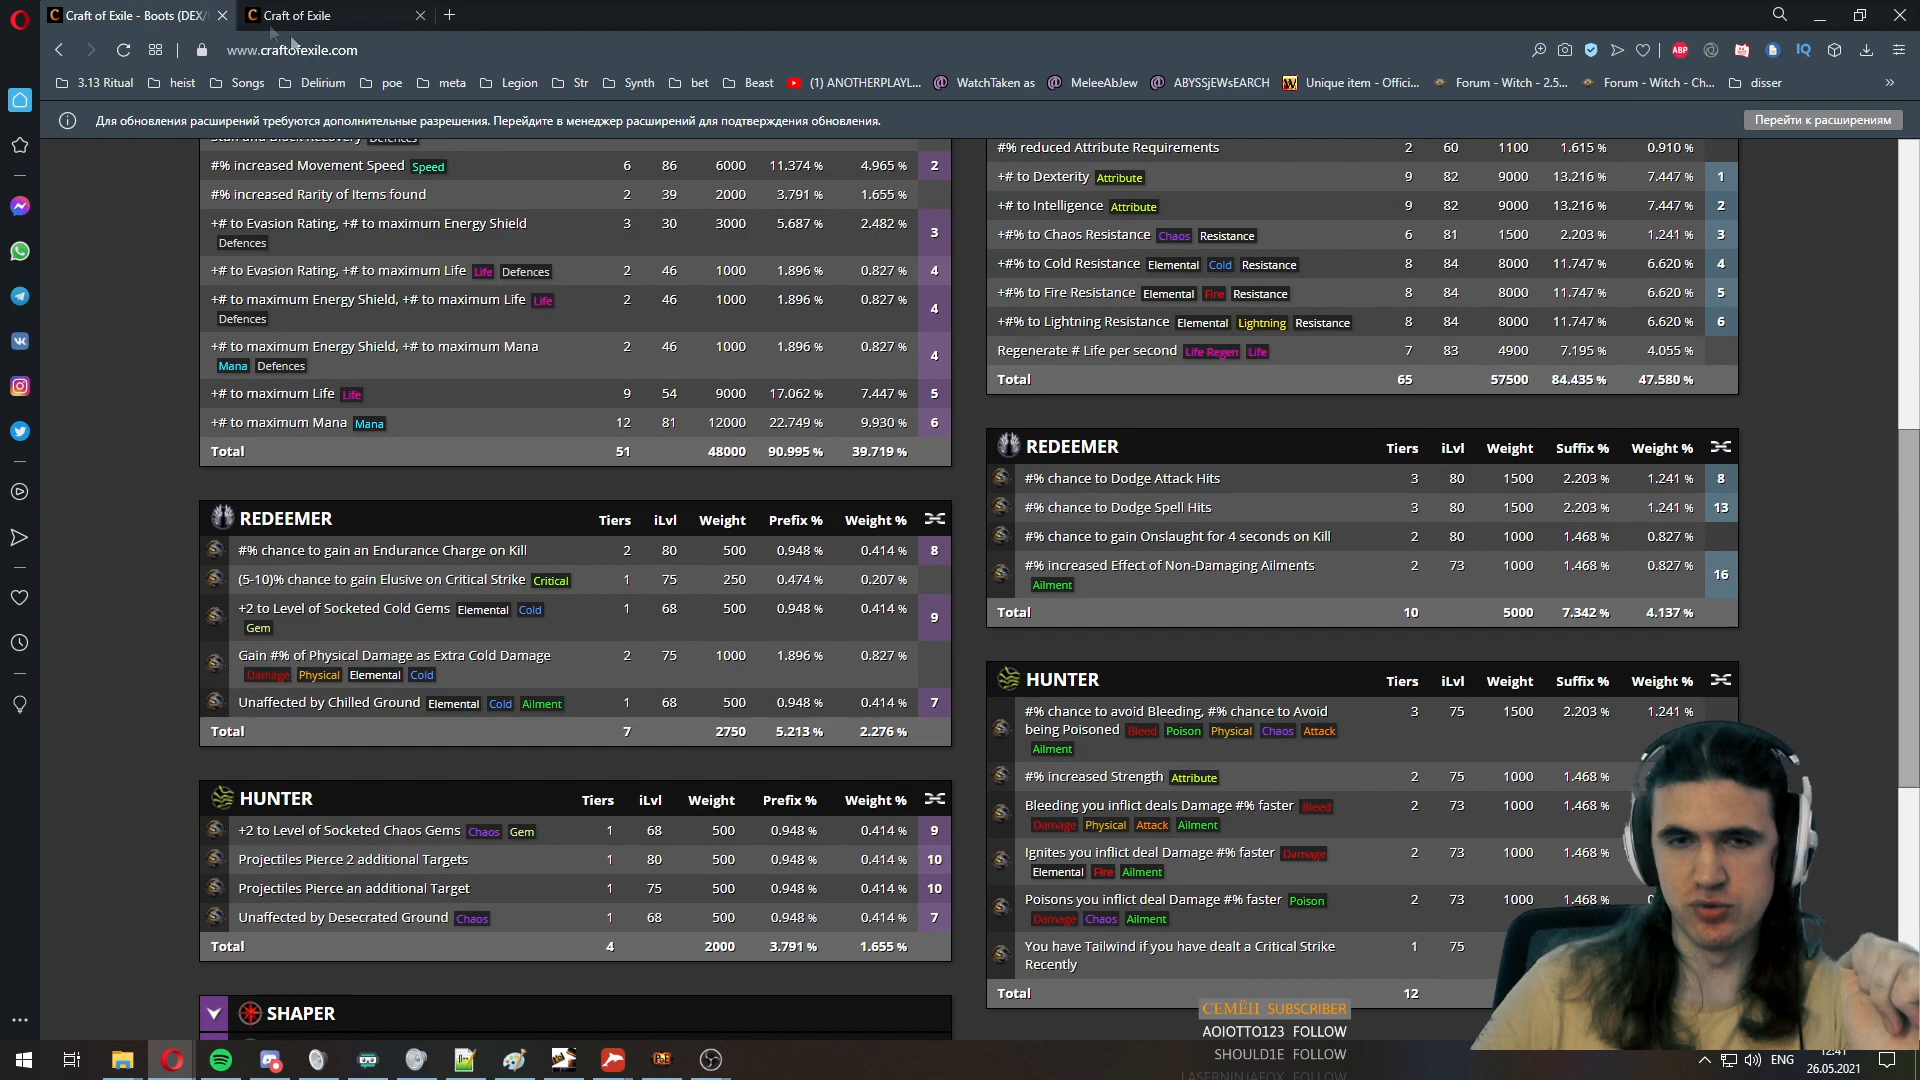 Craft of Exile - Boots (DEX/
Craft of Exile
www.craftofexile.com
ABP
IQ
3.13 Ritual
heist
Songs
Delirium
poe
meta
Legion
Str
Synth
bet
Beast
(1) ANOTHERPLAYL...
WatchTaken as
MeleeAbJew
ABYSSjEWsEARCH
Unique item - Offici...
Forum - Witch - 2.5...
Forum - Witch - Ch...
disser
Для обновления расширений требуются дополнительные разрешения. Перейдите в менеджер расширений для подтверждения обновления.
Перейти к расширениям
Stun and Block Recovery Defences
#% increased Movement Speed Speed 6 86 6000 11.374 % 4.965 % 2
#% increased Rarity of Items found 2 39 2000 3.791 % 1.655 %
+# to Evasion Rating, +# to maximum Energy Shield 3 30 3000 5.687 % 2.482 % 3
Defences
+# to Evasion Rating, +# to maximum Life Life Defences 2 46 1000 1.896 % 0.827 % 4
+# to maximum Energy Shield, +# to maximum Life Life 2 46 1000 1.896 % 0.827 % 4
Defences
+# to maximum Energy Shield, +# to maximum Mana 2 46 1000 1.896 % 0.827 % 4
Mana Defences
+# to maximum Life Life 9 54 9000 17.062 % 7.447 % 5
+# to maximum Mana Mana 12 81 12000 22.749 % 9.930 % 6
Total 51 48000 90.995 % 39.719 %
REDEEMER Tiers iLvl Weight Prefix % Weight %
#% chance to gain an Endurance Charge on Kill 2 80 500 0.948 % 0.414 % 8
(5-10)% chance to gain Elusive on Critical Strike Critical 1 75 250 0.474 % 0.207 %
+2 to Level of Socketed Cold Gems Elemental Cold 1 68 500 0.948 % 0.414 % 9
Gem
Gain #% of Physical Damage as Extra Cold Damage 2 75 1000 1.896 % 0.827 %
Damage Physical Elemental Cold
Unaffected by Chilled Ground Elemental Cold Ailment 1 68 500 0.948 % 0.414 % 7
Total 7 2750 5.213 % 2.276 %
HUNTER Tiers iLvl Weight Prefix % Weight %
+2 to Level of Socketed Chaos Gems Chaos Gem 1 68 500 0.948 % 0.414 % 9
Projectiles Pierce 2 additional Targets 1 80 500 0.948 % 0.414 % 10
Projectiles Pierce an additional Target 1 75 500 0.948 % 0.414 % 10
Unaffected by Desecrated Ground Chaos 1 68 500 0.948 % 0.414 % 7
Total 4 2000 3.791 % 1.655 %
SHAPER
#% reduced Attribute Requirements 2 60 1100 1.615 % 0.910 %
+# to Dexterity Attribute 9 82 9000 13.216 % 7.447 % 1
+# to Intelligence Attribute 9 82 9000 13.216 % 7.447 % 2
+#% to Chaos Resistance Chaos Resistance 6 81 1500 2.203 % 1.241 % 3
+#% to Cold Resistance Elemental Cold Resistance 8 84 8000 11.747 % 6.620 % 4
+#% to Fire Resistance Elemental Fire Resistance 8 84 8000 11.747 % 6.620 % 5
+#% to Lightning Resistance Elemental Lightning Resistance 8 84 8000 11.747 % 6.620 % 6
Regenerate # Life per second Life Regen Life 7 83 4900 7.195 % 4.055 %
Total 65 57500 84.435 % 47.580 %
REDEEMER Tiers iLvl Weight Suffix % Weight %
#% chance to Dodge Attack Hits 3 80 1500 2.203 % 1.241 % 8
#% chance to Dodge Spell Hits 3 80 1500 2.203 % 1.241 % 13
#% chance to gain Onslaught for 4 seconds on Kill 2 80 1000 1.468 % 0.827 %
#% increased Effect of Non-Damaging Ailments 2 73 1000 1.468 % 0.827 % 16
Ailment
Total 10 5000 7.342 % 4.137 %
HUNTER Tiers iLvl Weight Suffix % Weight %
#% chance to avoid Bleeding, #% chance to Avoid 3 75 1500 2.203 % 1.241 %
being Poisoned Bleed Poison Physical Chaos Attack
Ailment
#% increased Strength Attribute 2 75 1000 1.468 %
Bleeding you inflict deals Damage #% faster Bleed 2 73 1000 1.468 %
Damage Physical Attack Ailment
Ignites you inflict deal Damage #% faster Damage 2 73 1000 1.468 %
Elemental Fire Ailment
Poisons you inflict deal Damage #% faster Poison 2 73 1000 1.468 %
Damage Chaos Ailment
You have Tailwind if you have dealt a Critical Strike 1 75
Recently
Total 12
СЕМЁН SUBSCRIBER
AOIOTTO123 FOLLOW
SHOULD1E FOLLOW
LASERNINJAFOX FOLLOW
ENG
12:41
26.05.2021